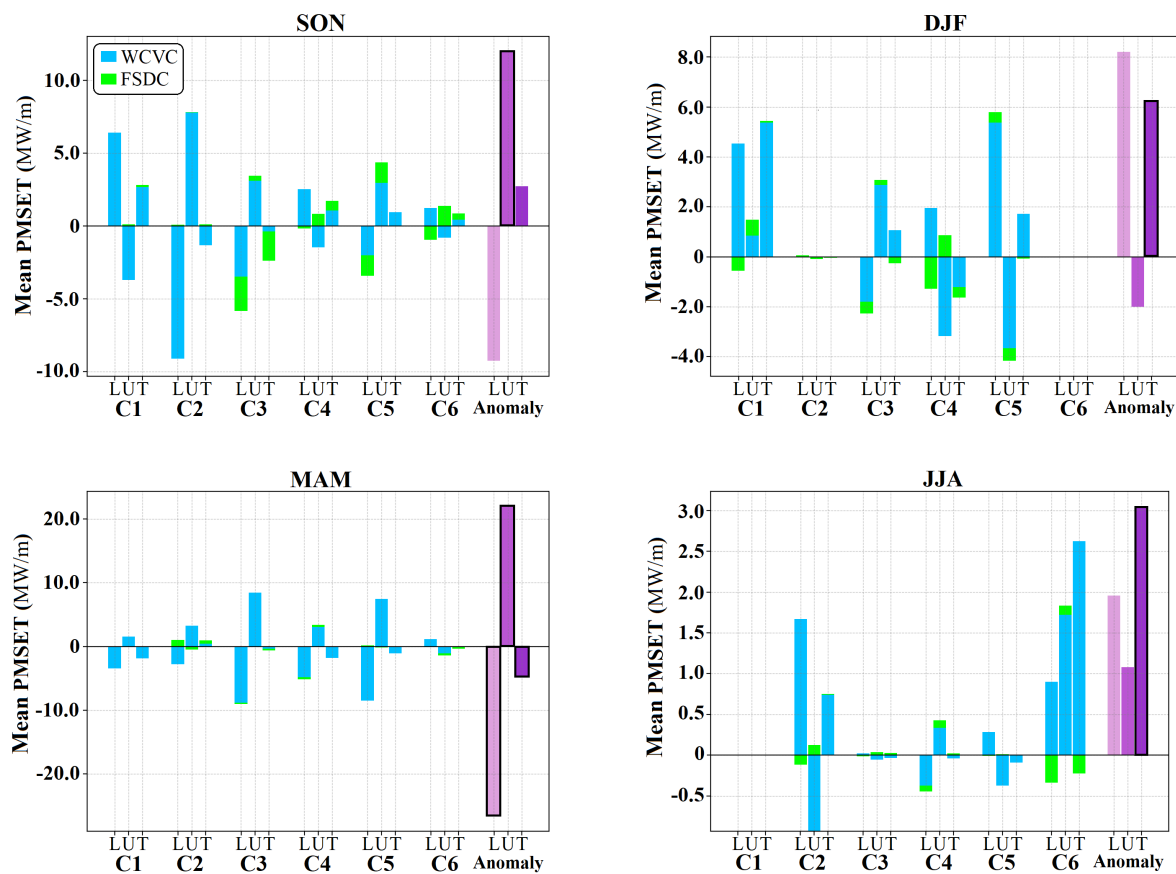 SON
Mean PMSET (MW/m)
10.0
5.0
0
-5.0
-10.0
WCVC
FSDC
LUT LUT LUT LUT LUT LUT LUT
C1 C2 C3 C4 C5 C6 Anomaly
DJF
Mean PMSET (MW/m)
8.0
6.0
4.0
2.0
0
-2.0
-4.0
LUT LUT LUT LUT LUT LUT LUT
C1 C2 C3 C4 C5 C6 Anomaly
MAM
Mean PMSET (MW/m)
20.0
10.0
0
-10.0
-20.0
LUT LUT LUT LUT LUT LUT LUT
C1 C2 C3 C4 C5 C6 Anomaly
JJA
Mean PMSET (MW/m)
3.0
2.5
2.0
1.5
1.0
0.5
0
-0.5
LUT LUT LUT LUT LUT LUT LUT
C1 C2 C3 C4 C5 C6 Anomaly